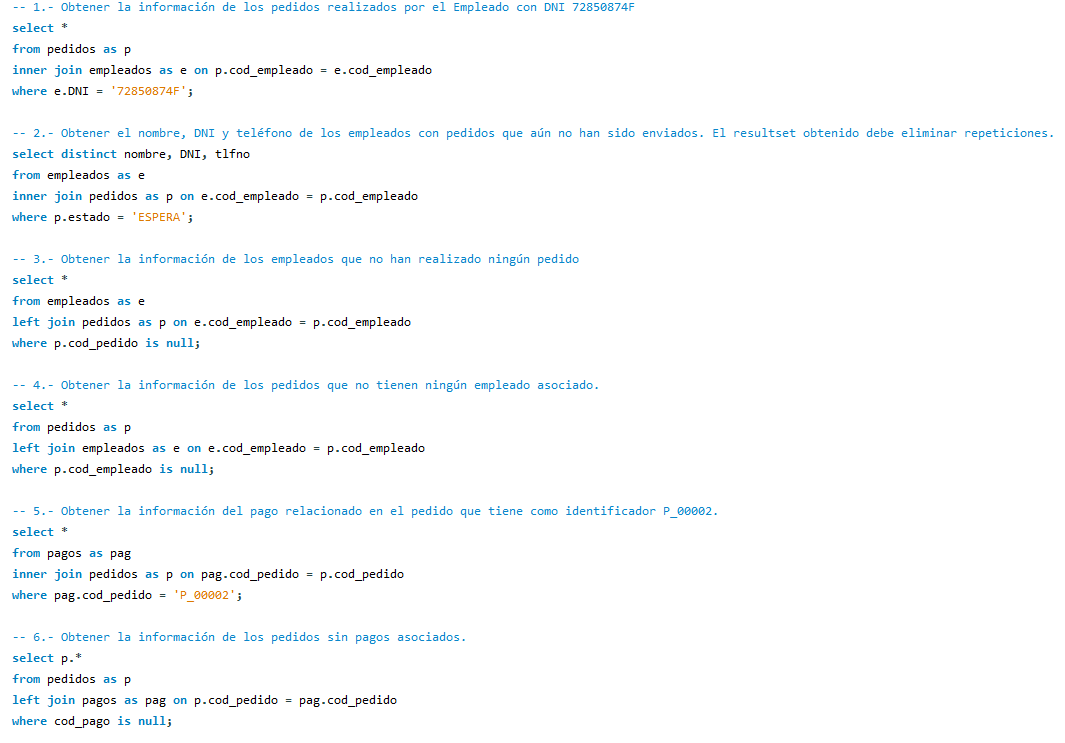 -- 1.- Obtener la información de los pedidos realizados por el Empleado con DNI 72850874F
select *
from pedidos as p
inner join empleados as e on p.cod_empleado = e.cod_empleado
where e.DNI = '72850874F';

-- 2.- Obtener el nombre, DNI y teléfono de los empleados con pedidos que aún no han sido enviados. El resultset obtenido debe eliminar repeticiones.
select distinct nombre, DNI, tlfno
from empleados as e
inner join pedidos as p on e.cod_empleado = p.cod_empleado
where p.estado = 'ESPERA';

-- 3.- Obtener la información de los empleados que no han realizado ningún pedido
select *
from empleados as e
left join pedidos as p on e.cod_empleado = p.cod_empleado
where p.cod_pedido is null;

-- 4.- Obtener la información de los pedidos que no tienen ningún empleado asociado.
select *
from pedidos as p
left join empleados as e on e.cod_empleado = p.cod_empleado
where p.cod_empleado is null;

-- 5.- Obtener la información del pago relacionado en el pedido que tiene como identificador P_00002.
select *
from pagos as pag
inner join pedidos as p on pag.cod_pedido = p.cod_pedido
where pag.cod_pedido = 'P_00002';

-- 6.- Obtener la información de los pedidos sin pagos asociados.
select p.*
from pedidos as p
left join pagos as pag on p.cod_pedido = pag.cod_pedido
where cod_pago is null;